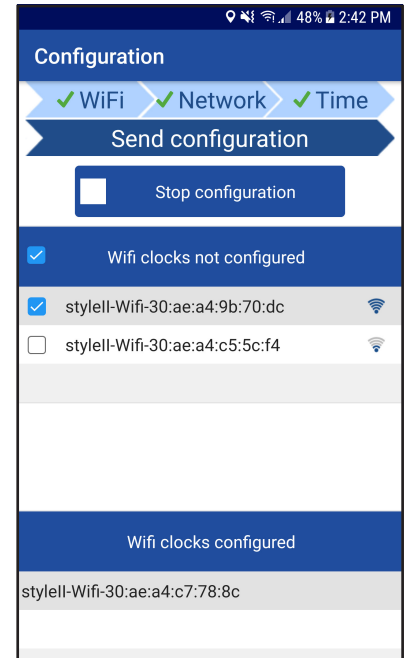 48% 2:42 PM
Configuration
WiFi Network Time
Send configuration
Stop configuration
Wifi clocks not configured
styleII-Wifi-30:ae:a4:9b:70:dc
styleII-Wifi-30:ae:a4:c5:5c:f4
Wifi clocks configured
styleII-Wifi-30:ae:a4:c7:78:8c